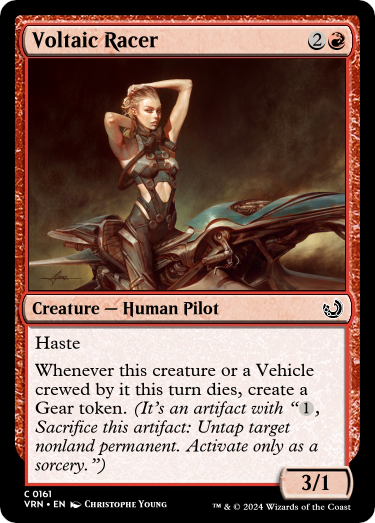 Voltaic Racer 2
Creature — Human Pilot
Haste
Whenever this creature or a Vehicle
crewed by it this turn dies, create a
Gear token. (It's an artifact with “1,
Sacrifice this artifact: Untap target
nonland permanent. Activate only as a
sorcery.”)
3/1
C 0161
VRN • EN Christophe Young
™ & © 2024 Wizards of the Coast